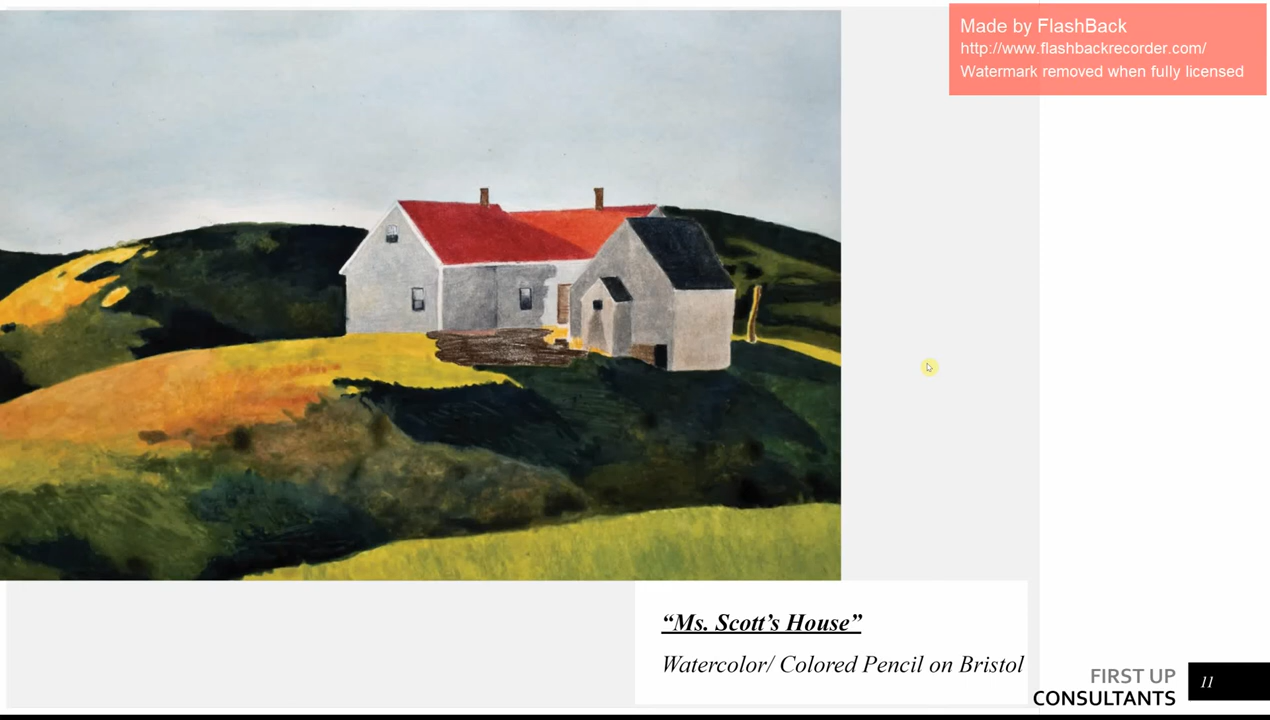 Made by FlashBack
http://www.flashbackrecorder.com/
Watermark removed when fully licensed
“Ms. Scott’s House”
Watercolor/ Colored Pencil on Bristol
FIRST UP
CONSULTANTS
11